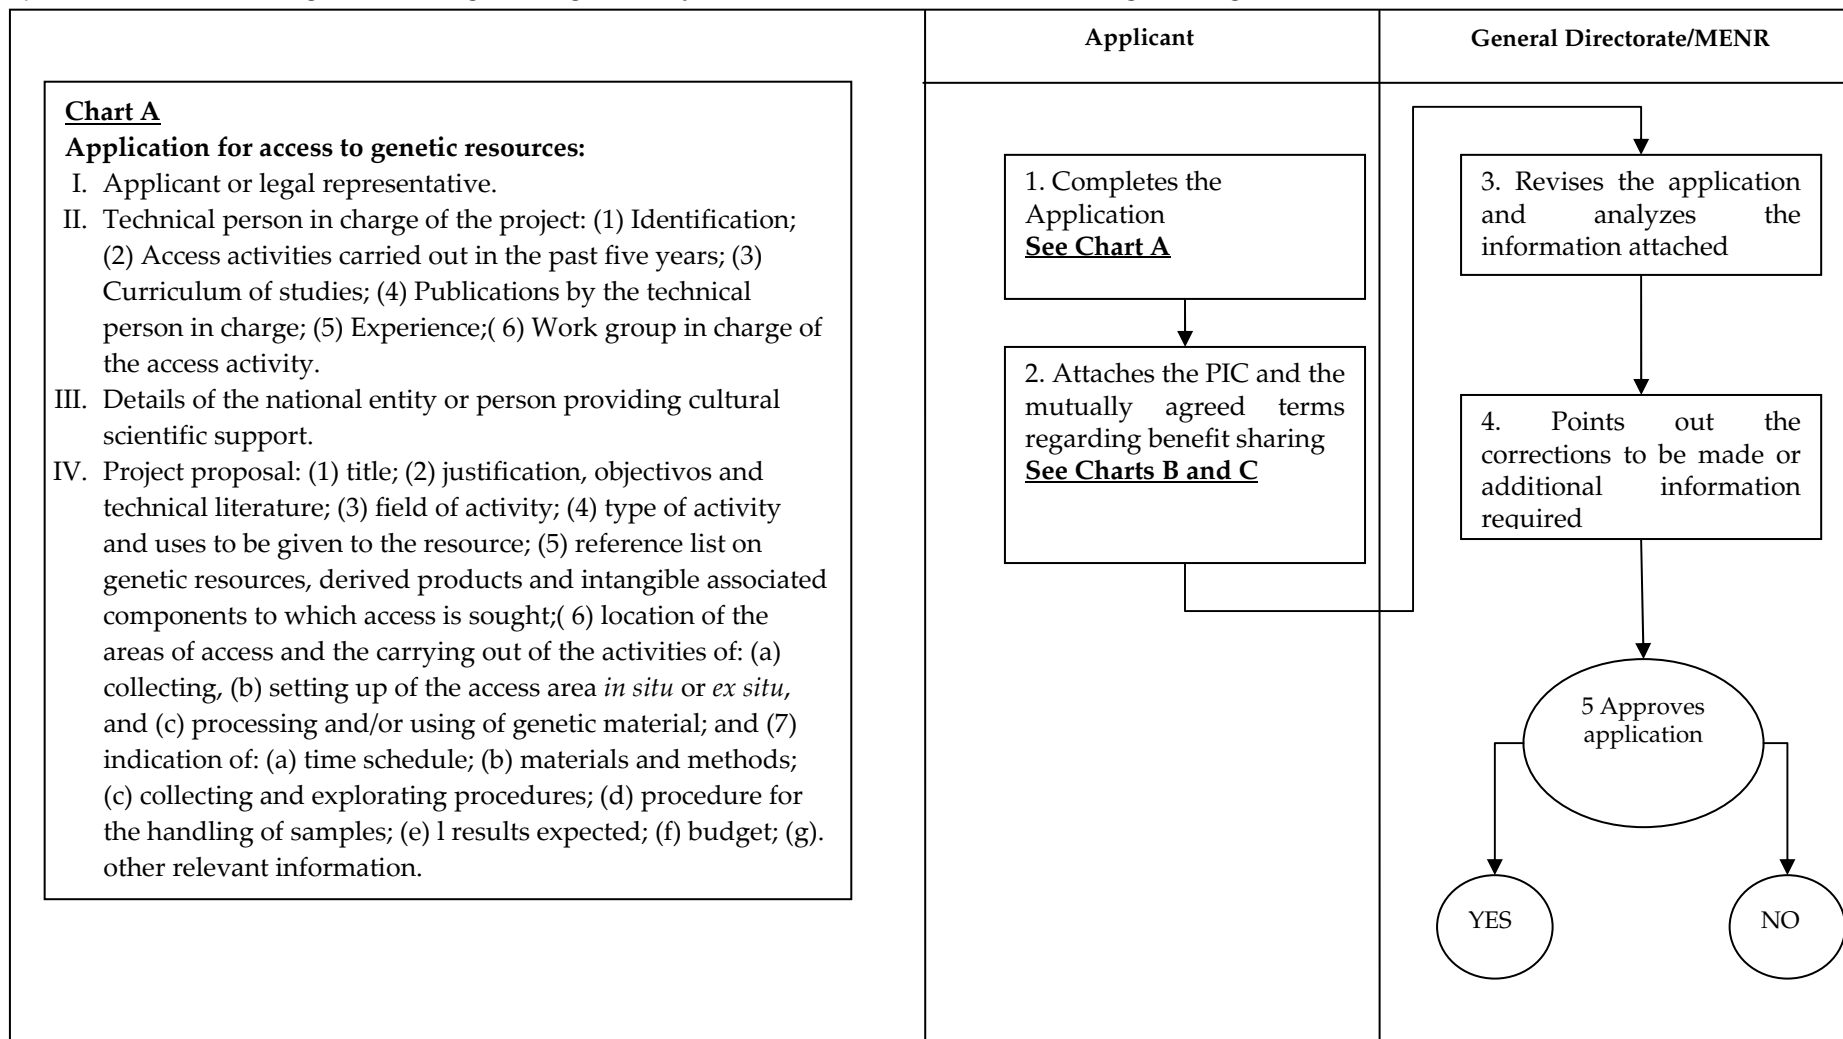 Chart A
Application for access to genetic resources:
I. Applicant or legal representative.
II. Technical person in charge of the project: (1) Identification;
(2) Access activities carried out in the past five years; (3)
Curriculum of studies; (4) Publications by the technical
person in charge; (5) Experience;( 6) Work group in charge of
the access activity.
III. Details of the national entity or person providing cultural
scientific support.
IV. Project proposal: (1) title; (2) justification, objectivos and
technical literature; (3) field of activity; (4) type of activity
and uses to be given to the resource; (5) reference list on
genetic resources, derived products and intangible associated
components to which access is sought;( 6) location of the
areas of access and the carrying out of the activities of: (a)
collecting, (b) setting up of the access area in situ or ex situ,
and (c) processing and/or using of genetic material; and (7)
indication of: (a) time schedule; (b) materials and methods;
(c) collecting and explorating procedures; (d) procedure for
the handling of samples; (e) l results expected; (f) budget; (g).
other relevant information.
Applicant
1. Completes the
Application
See Chart A
2. Attaches the PIC and the
mutually agreed terms
regarding benefit sharing
See Charts B and C
General Directorate/MENR
3. Revises the application
and analyzes the
information attached
4. Points out the
corrections to be made or
additional information
required
5 Approves
application
YES
NO